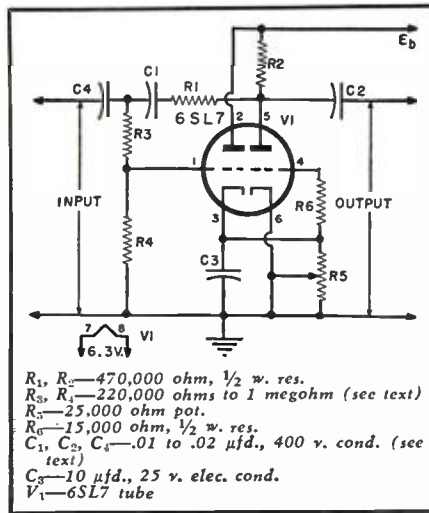 E_b
R2
C4
C1
R1
C2
6SL7
2
5
V1
R3
1
4
INPUT
OUTPUT
3
6
R6
R4
C3
R5
7 8
V1
6.3V.
R₁, R₂—470,000 ohm, ½ w. res.
R₃, R₄—220,000 ohms to 1 megohm (see text)
R₅—25,000 ohm pot.
R₆—15,000 ohm, ½ w. res.
C₁, C₂, C₄—.01 to .02 μfd., 400 v. cond. (see
text)
C₃—10 μfd., 25 v. elec. cond.
V₁—6SL7 tube